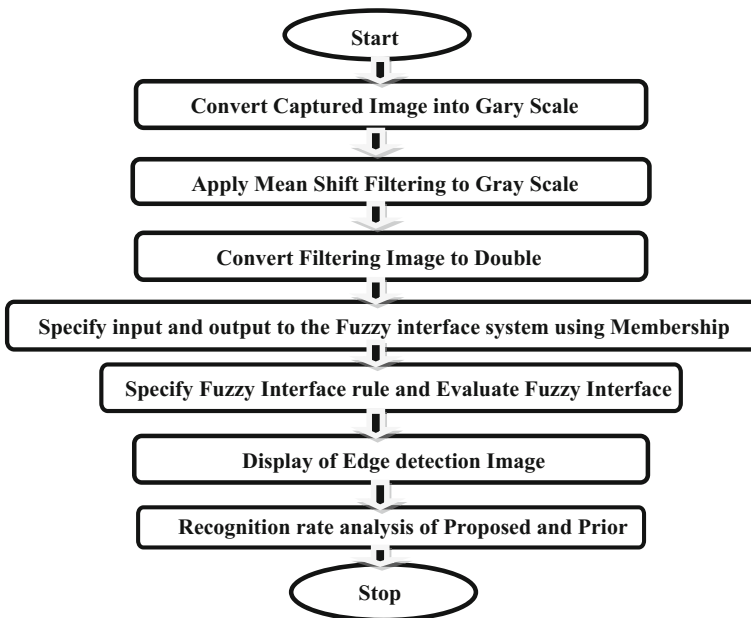 Start
Convert Captured Image into Gary Scale
Apply Mean Shift Filtering to Gray Scale
Convert Filtering Image to Double
Specify input and output to the Fuzzy interface system using Membership
Specify Fuzzy Interface rule and Evaluate Fuzzy Interface
Display of Edge detection Image
Recognition rate analysis of Proposed and Prior
Stop